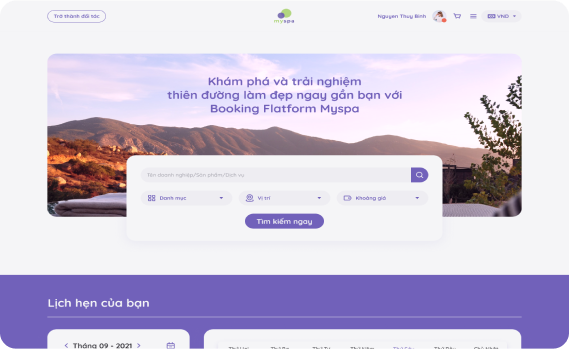 Trở thành đối tác
myspa
Nguyen Thuy Bình
VND
Khám phá và trải nghiệm
thiên đường làm đẹp ngay gần bạn với
Booking Flatform Myspa
Tên doanh nghiệp/Sản phẩm/Dịch vụ
Danh mục
Vị trí
Khoảng giá
Tìm kiếm ngay
Lịch hẹn của bạn
Tháng 09 - 2021